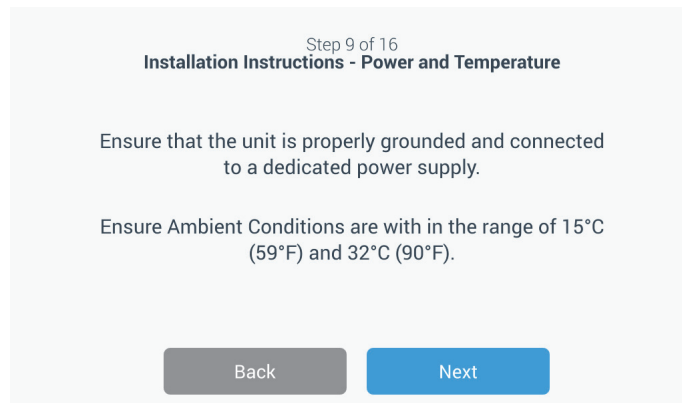 Step 9 of 16
Installation Instructions - Power and Temperature
Ensure that the unit is properly grounded and connected
to a dedicated power supply.
Ensure Ambient Conditions are with in the range of 15°C
(59°F) and 32°C (90°F).
Back
Next